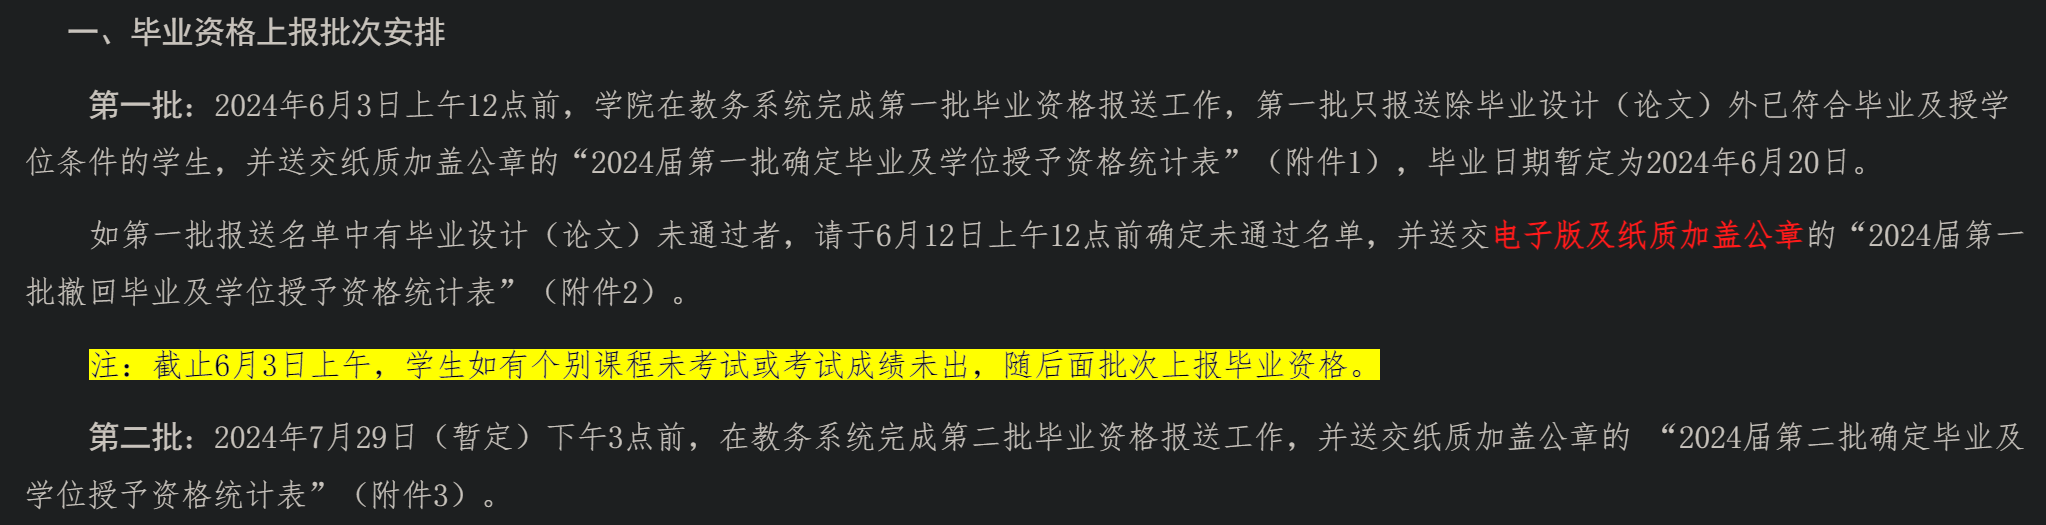 一、毕业资格上报批次安排
第一批：2024年6月3日上午12点前，学院在教务系统完成第一批毕业资格报送工作，第一批只报送除毕业设计（论文）外已符合毕业及授学
位条件的学生，并送交纸质加盖公章的“2024届第一批确定毕业及学位授予资格统计表”（附件1），毕业日期暂定为2024年6月20日。
如第一批报送名单中有毕业设计（论文）未通过者，请于6月12日上午12点前确定未通过名单，并送交电子版及纸质加盖公章的“2024届第一
批撤回毕业及学位授予资格统计表”（附件2）。
注：截止6月3日上午，学生如有个别课程未考试或考试成绩未出，随后面批次上报毕业资格。
第二批：2024年7月29日（暂定）下午3点前，在教务系统完成第二批毕业资格报送工作，并送交纸质加盖公章的 “2024届第二批确定毕业及
学位授予资格统计表”（附件3）。